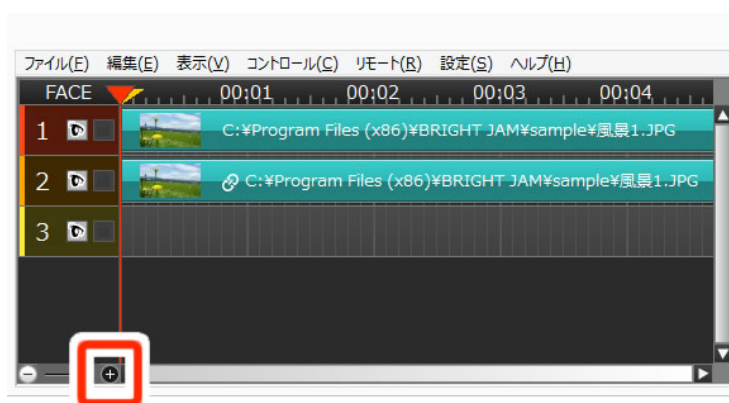 ファイル(F) 編集(E) 表示(V) コントロール(C) リモート(R) 設定(S) ヘルプ(H)
FACE 00:01 00:02 00:03 00:04
1 C:¥Program Files (x86)¥BRIGHT JAM¥sample¥風景1.JPG
2 C:¥Program Files (x86)¥BRIGHT JAM¥sample¥風景1.JPG
3